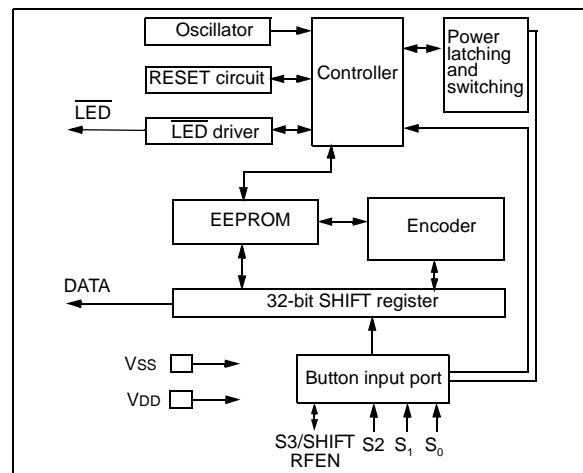 Oscillator
Controller
Power
latching
and
switching
RESET circuit
LED
LED driver
EEPROM
Encoder
DATA
32-bit SHIFT register
VSS
VDD
Button input port
S3/SHIFT
RFEN
S2
S1
S0